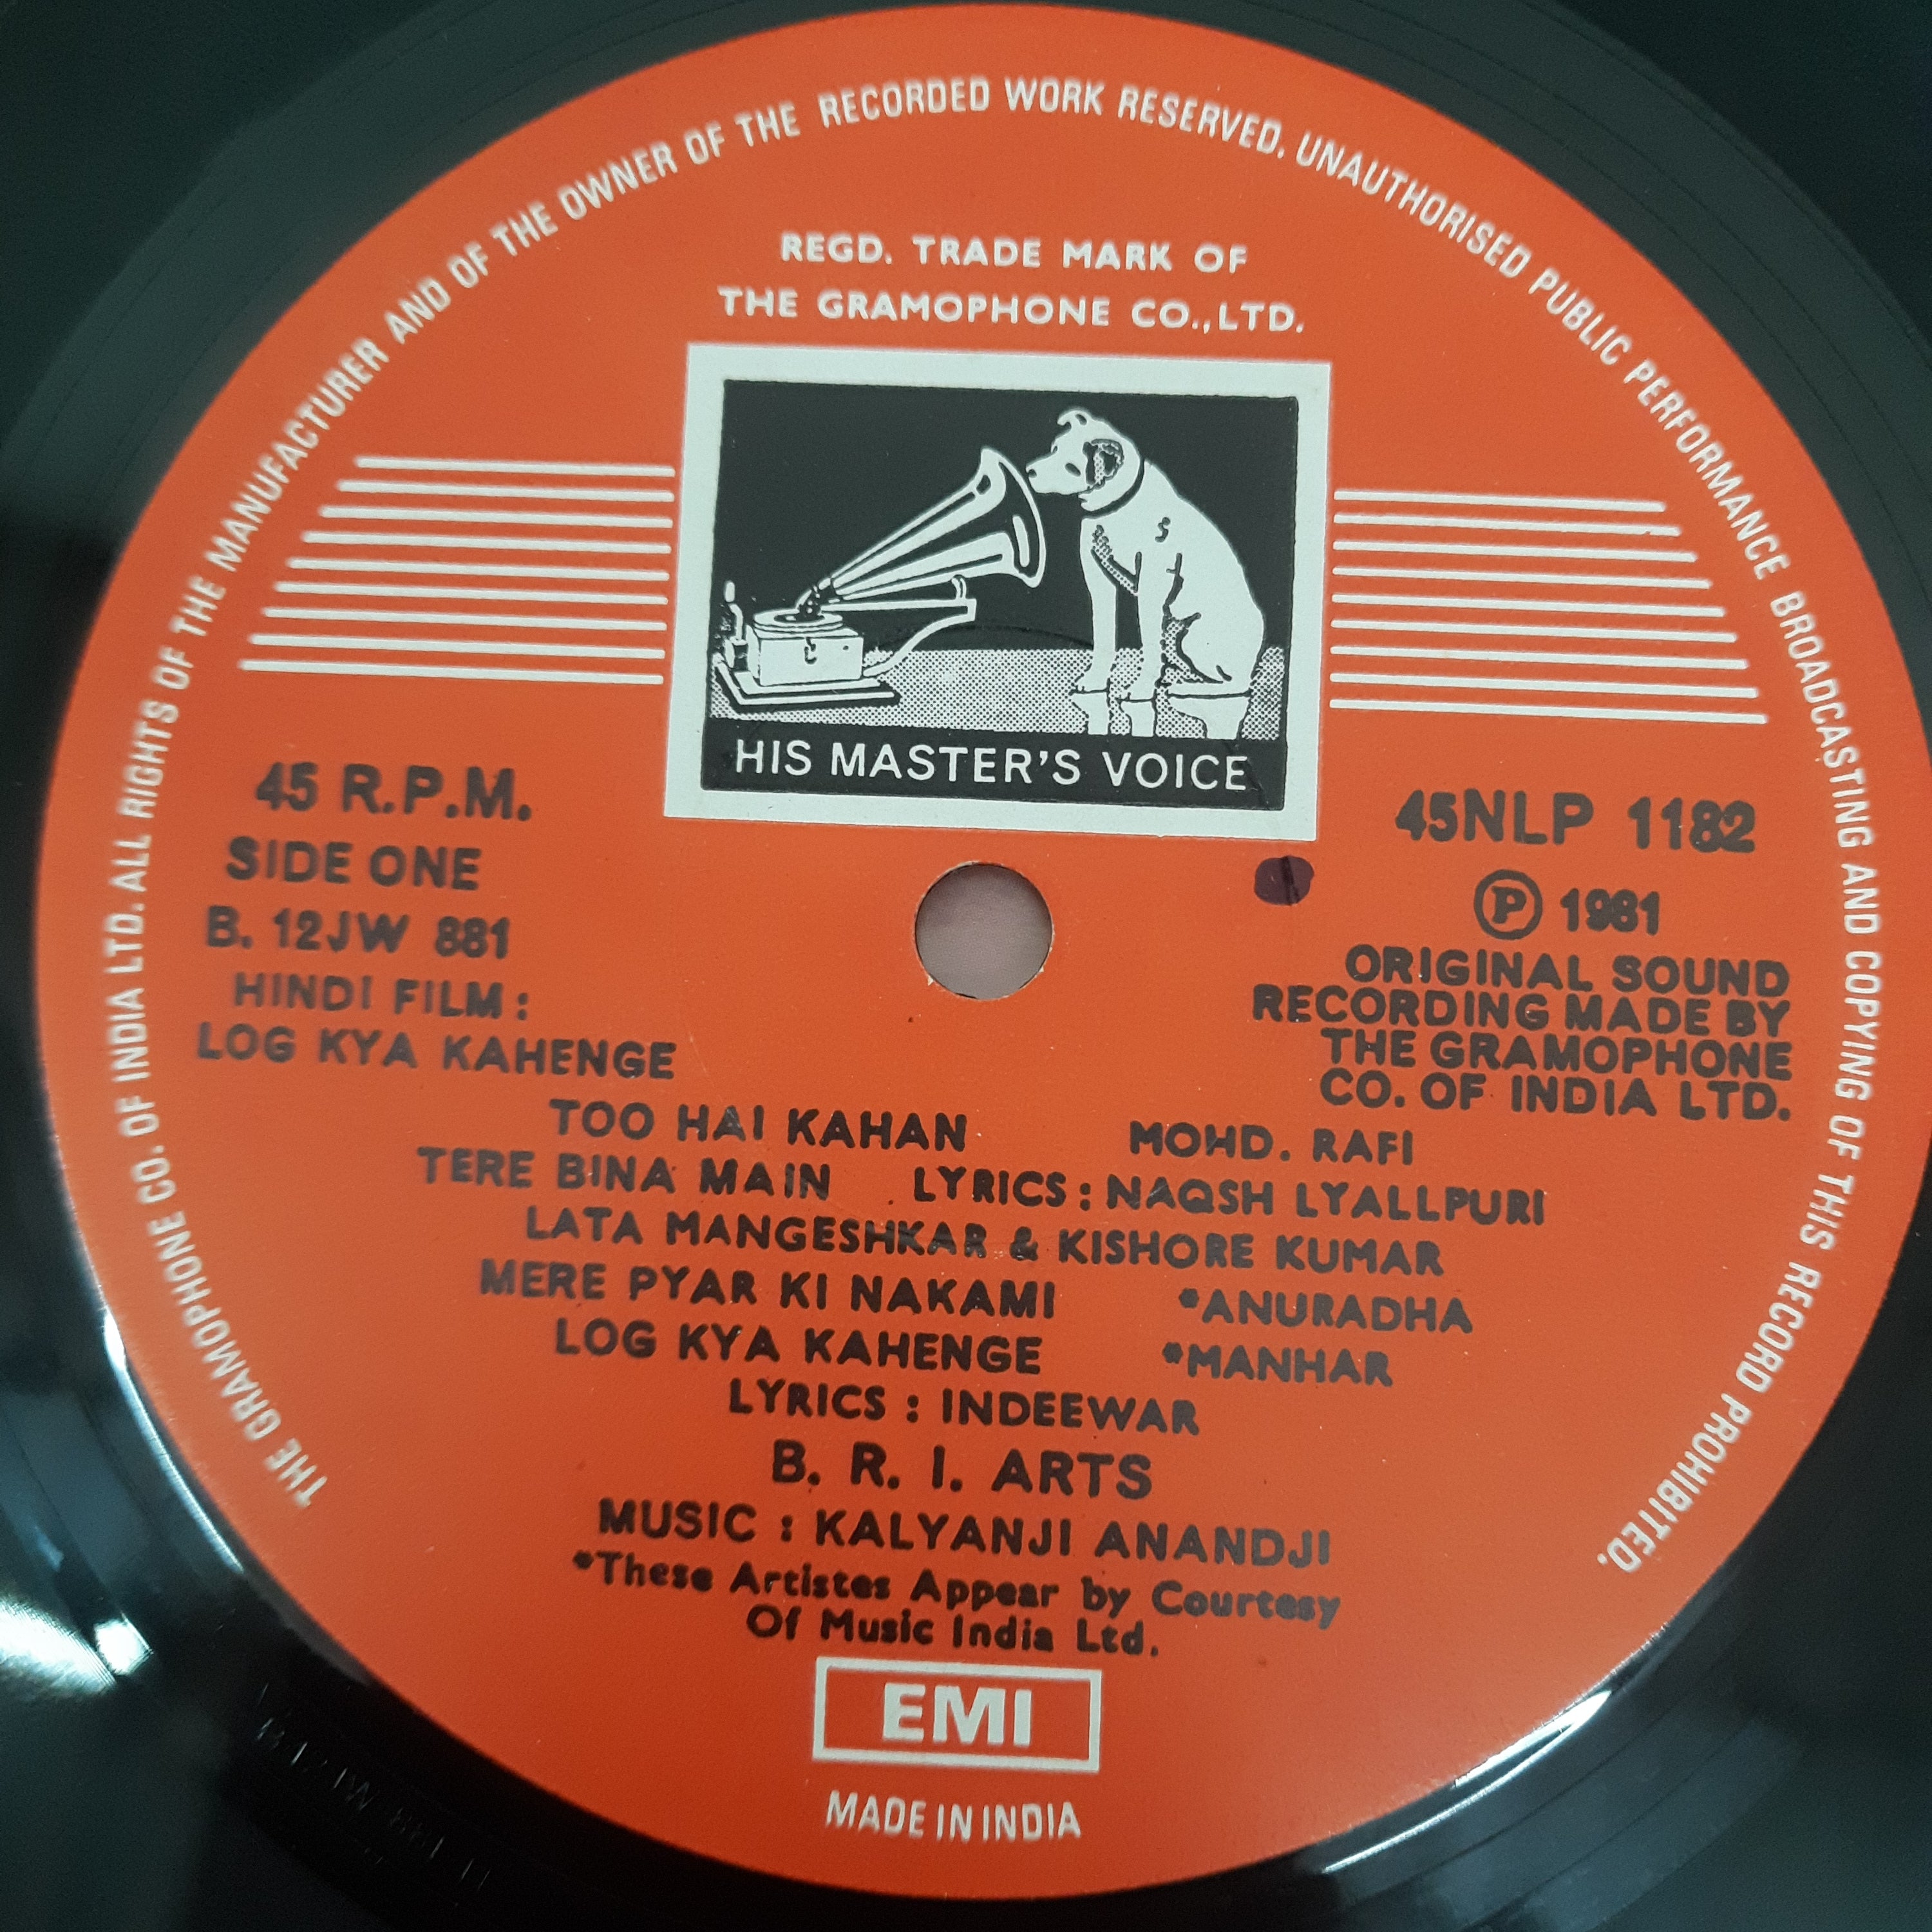 THE GRAMOPHONE CO. OF INDIA LTD. ALL RIGHTS OF THE MANUFACTURER AND OF THE OWNER OF THE RECORDED WORK RESERVED. UNAUTHORISED PUBLIC PERFORMANCE BROADCASTING AND COPYING OF THIS RECORD PROHIBITED.
REGD. TRADE MARK OF
THE GRAMOPHONE CO., LTD.
HIS MASTER'S VOICE
45 R.P.M.
SIDE ONE
B. 12JW 881
HINDI FILM :
LOG KYA KAHENGE
45NLP 1182
Ⓟ 1981
ORIGINAL SOUND
RECORDING MADE BY
THE GRAMOPHONE
CO. OF INDIA LTD.
TOO HAI KAHAN MOHD. RAFI
TERE BINA MAIN LYRICS : NAQSH LYALLPURI
LATA MANGESHKAR & KISHORE KUMAR
MERE PYAR KI NAKAMI *ANURADHA
LOG KYA KAHENGE *MANHAR
LYRICS : INDEEWAR
B. R. I. ARTS
MUSIC : KALYANJI ANANDJI
*These Artistes Appear by Courtesy
Of Music India Ltd.
EMI
MADE IN INDIA